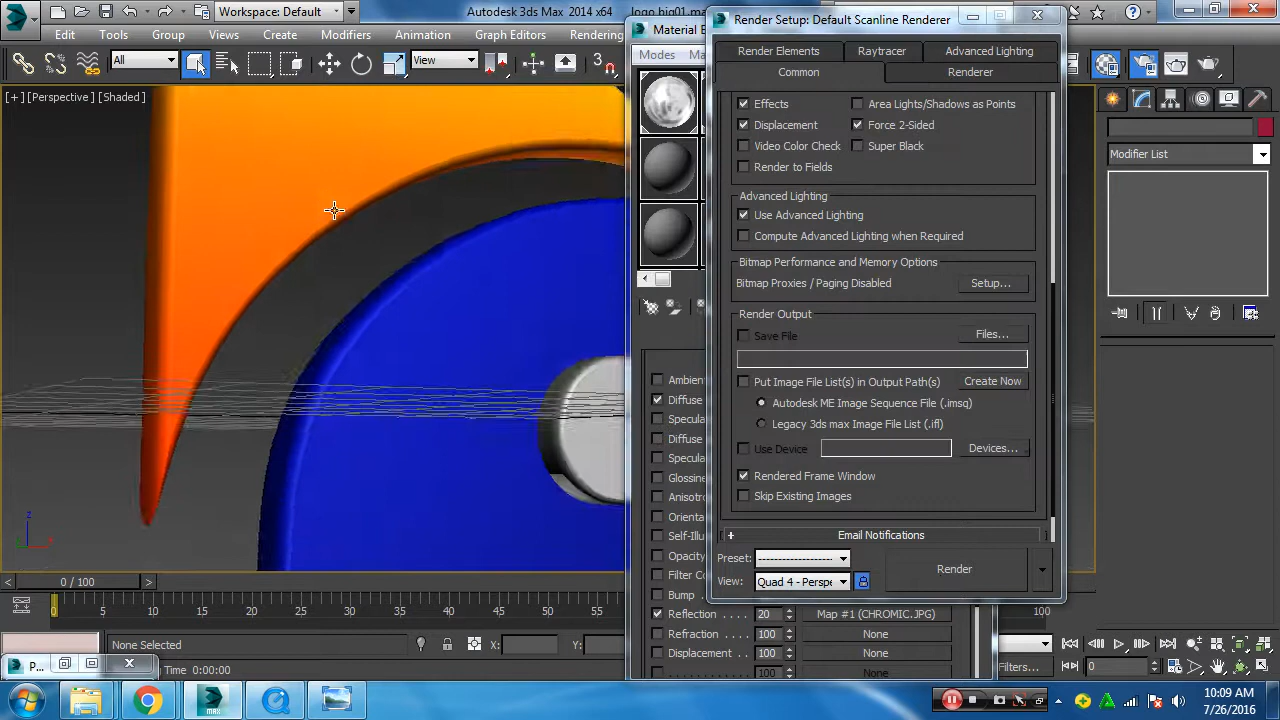 Workspace: Default
Autodesk 3ds Max  2014 x64
logo big01.max
Edit Tools Group Views Create Modifiers Animation Graph Editors Rendering
Material E
Modes
Render Setup: Default Scanline Renderer
All
View
Render Elements
Raytracer
Advanced Lighting
Common
Renderer
[+] [Perspective] [Shaded]
Effects
Area Lights/Shadows as Points
Displacement
Force 2-Sided
Video Color Check
Super Black
Render to Fields
Advanced Lighting
Use Advanced Lighting
Compute Advanced Lighting when Required
Bitmap Performance and Memory Options
Bitmap Proxies / Paging Disabled
Setup...
Render Output
Save File
Files...
Put Image File List(s) in Output Path(s)
Create Now
Autodesk ME Image Sequence File (.imsq)
Legacy 3ds max Image File List (.ifl)
Use Device
Devices...
Rendered Frame Window
Skip Existing Images
Email Notifications
Preset:
View:
Quad 4 - Perspe
Render
Modifier List
Ambien
Diffuse
Specula
Diffuse
Specula
Glossine
Anisotro
Orienta
Self-Illu
Opacity
Filter Co
Bump
Reflection . . . . 20 Map #1 (CHROMIC.JPG)
Refraction . . . . 100 None
Displacement . . 100 None
100 None
z
0 / 100
0 5 10 15 20 25 30 35 40 45 50 55 100
None Selected
X:
Y:
Time 0:00:00
P...
Filters...
0
MAX
10:09 AM
7/26/2016